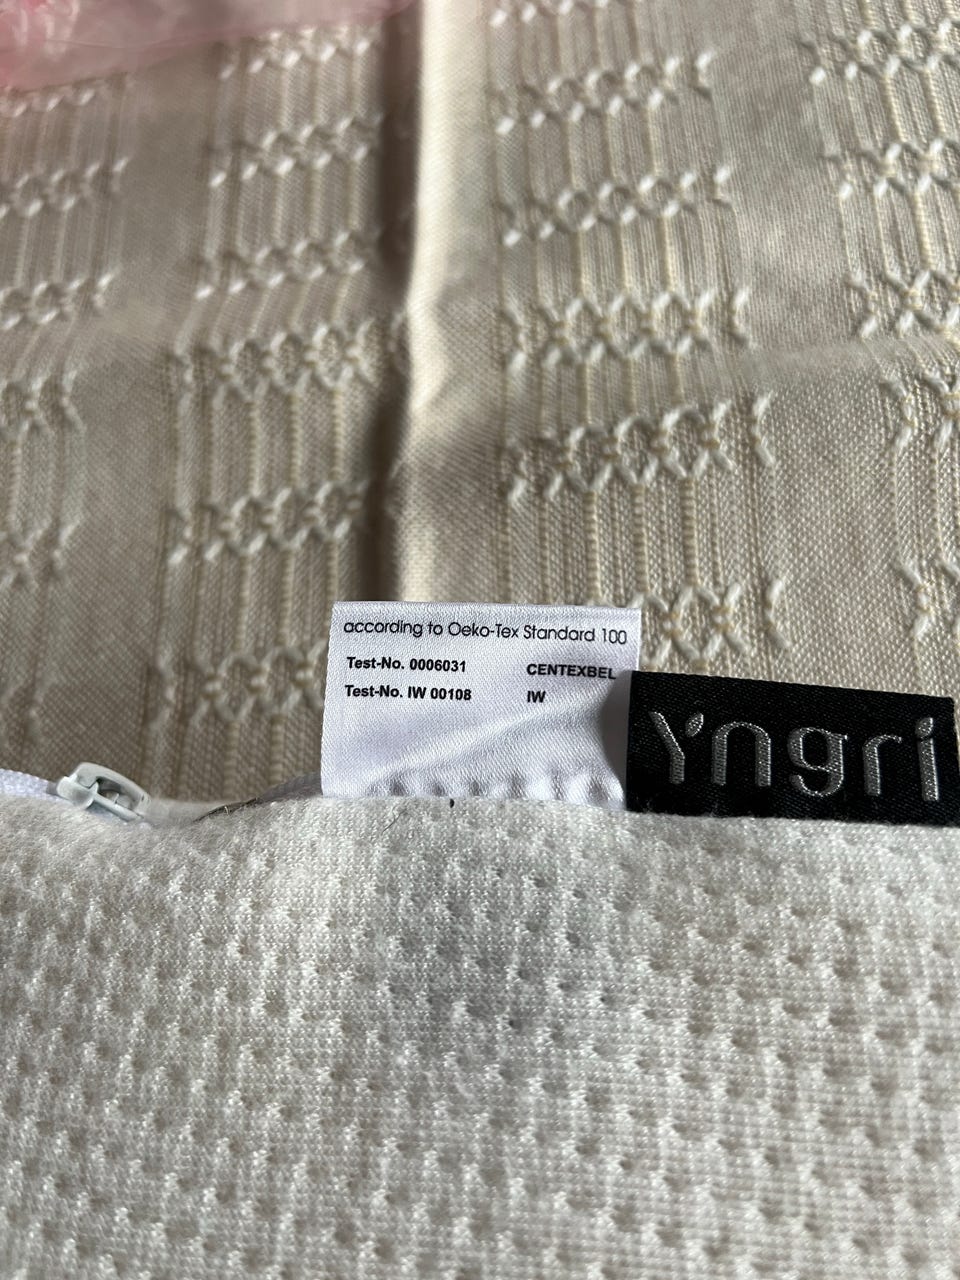 according to Oeko-Tex Standard 100
Test-No. 0006031 CENTEXBEL
Test-No. IW 00108 IW
Yngri